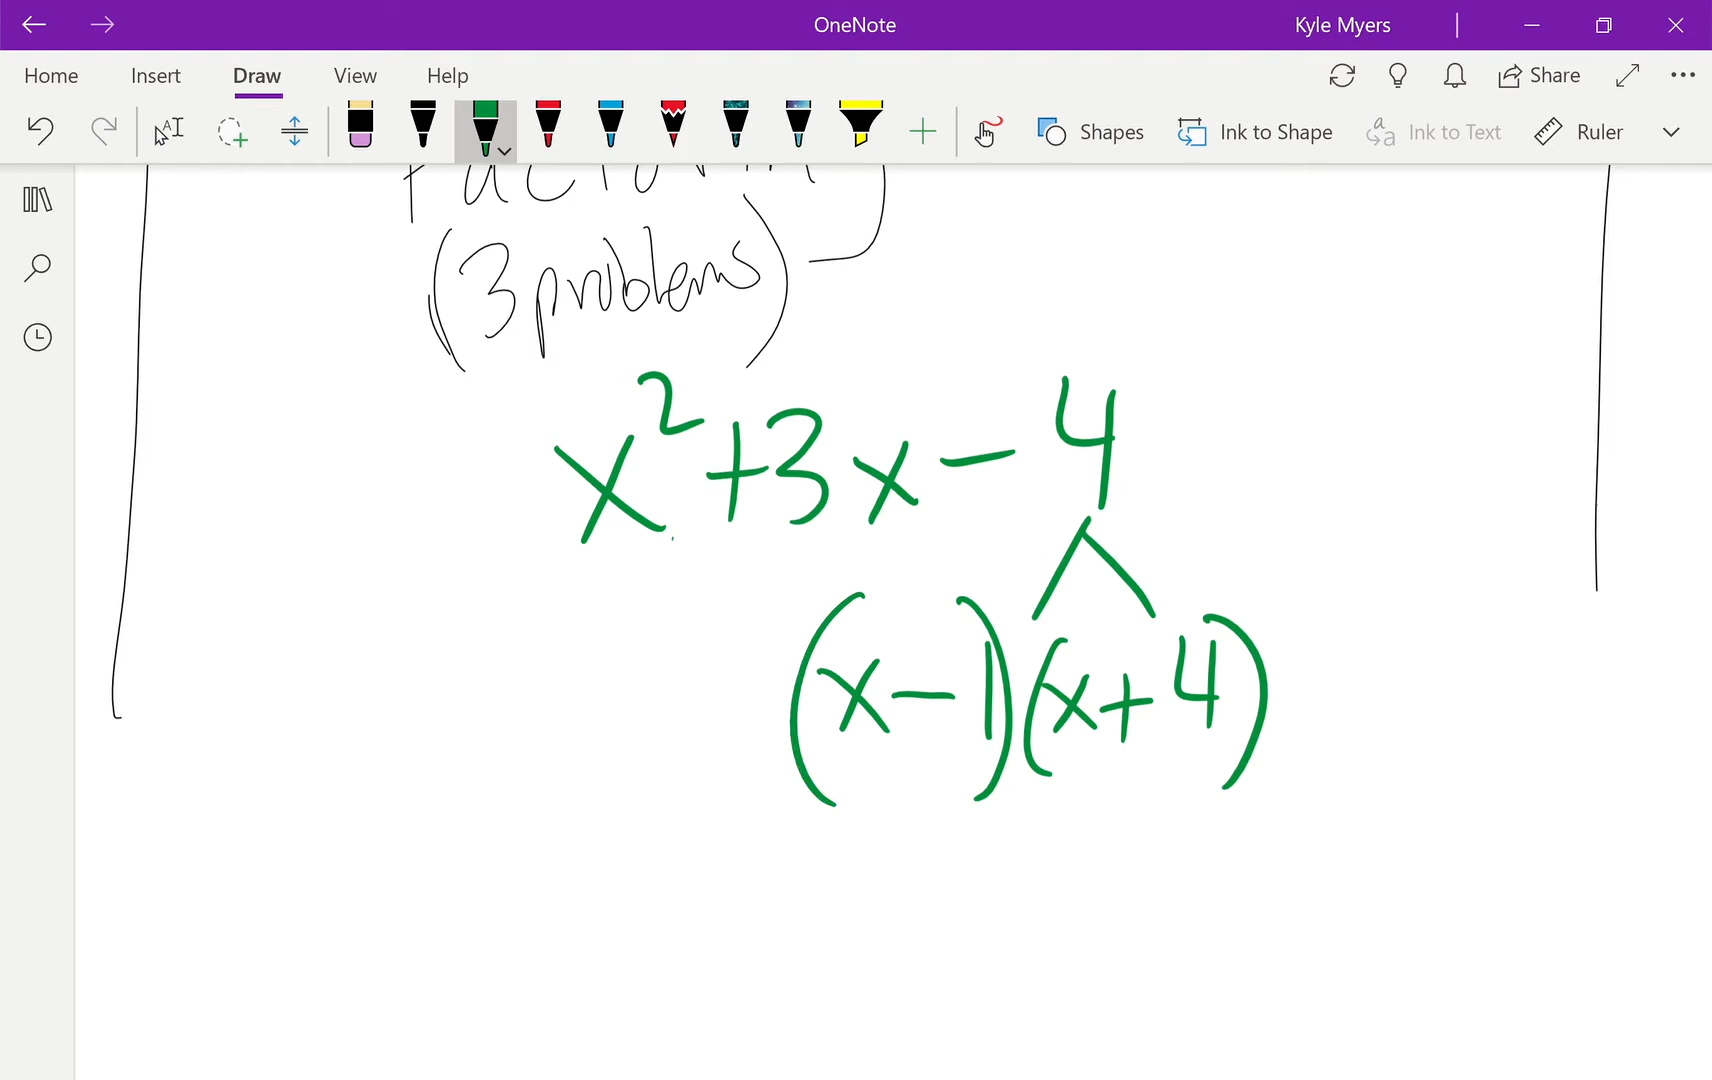 OneNote
Kyle Myers
Home Insert Draw View Help
Share
Shapes Ink to Shape Ink to Text Ruler
(3 problems)
x² + 3x - 4
(x - 1)(x + 4)